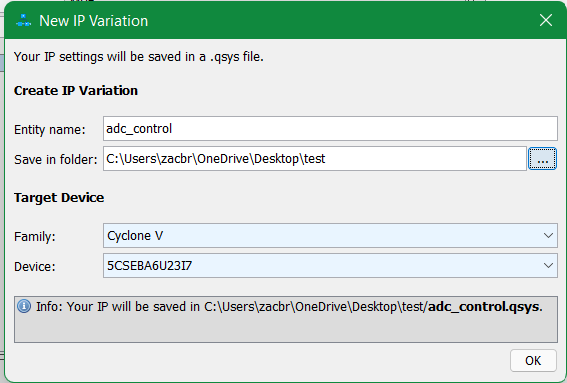 New IP Variation
Your IP settings will be saved in a .qsys file.
Create IP Variation
Entity name: adc_control
Save in folder: C:\Users\zacbr\OneDrive\Desktop\test ...
Target Device
Family: Cyclone V
Device: 5CSEBA6U23I7
Info: Your IP will be saved in C:\Users\zacbr\OneDrive\Desktop\test/adc_control.qsys.
OK